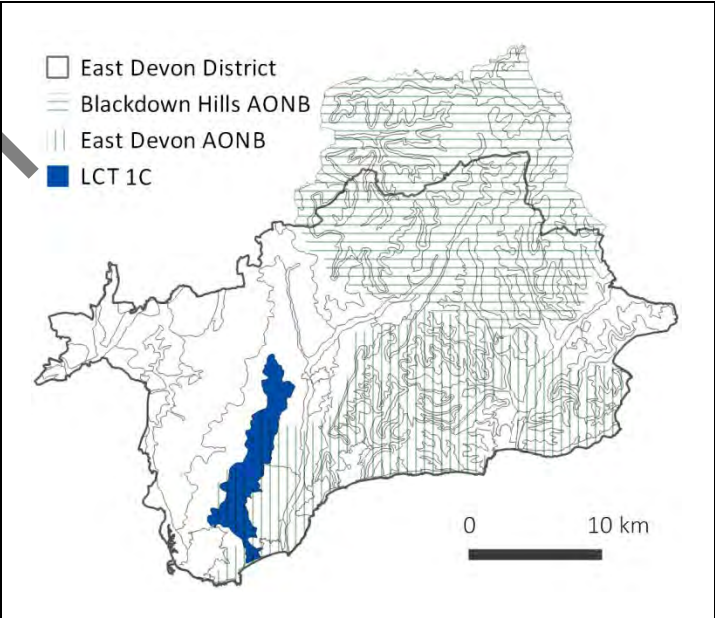 East Devon District
Blackdown Hills AONB
East Devon AONB
LCT 1C
0 10 km